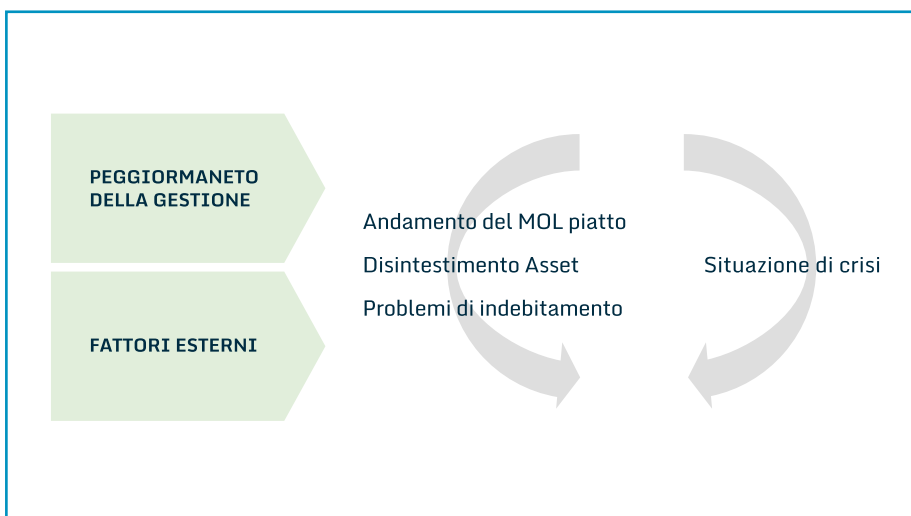 PEGGIORMANETO
DELLA GESTIONE
FATTORI ESTERNI
Andamento del MOL piatto
Disintestimento Asset
Problemi di indebitamento
Situazione di crisi